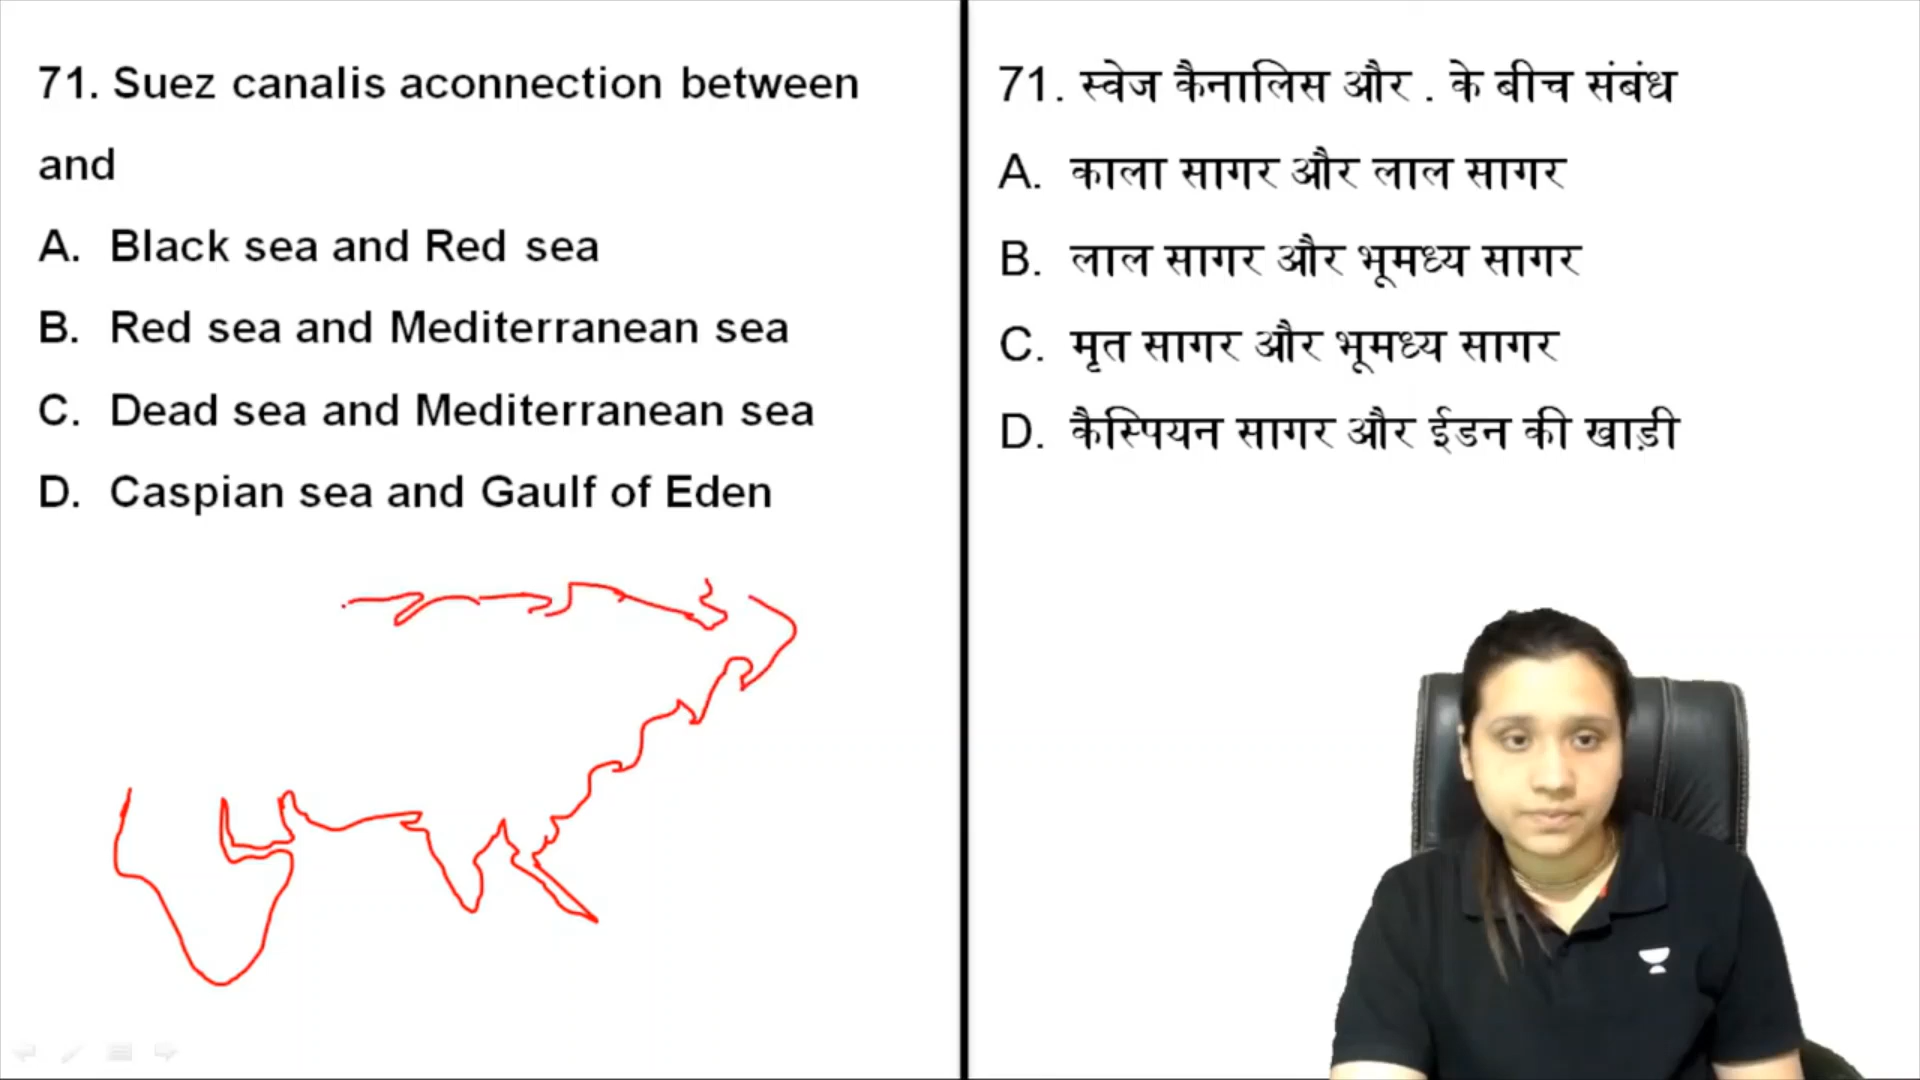 71. Suez canalis aconnection between
and
A. Black sea and Red sea
B. Red sea and Mediterranean sea
C. Dead sea and Mediterranean sea
D. Caspian sea and Gaulf of Eden
71. स्वेज कैनालिस और . के बीच संबंध
A. काला सागर और लाल सागर
B. लाल सागर और भूमध्य सागर
C. मृत सागर और भूमध्य सागर
D. कैस्पियन सागर और ईडन की खाड़ी